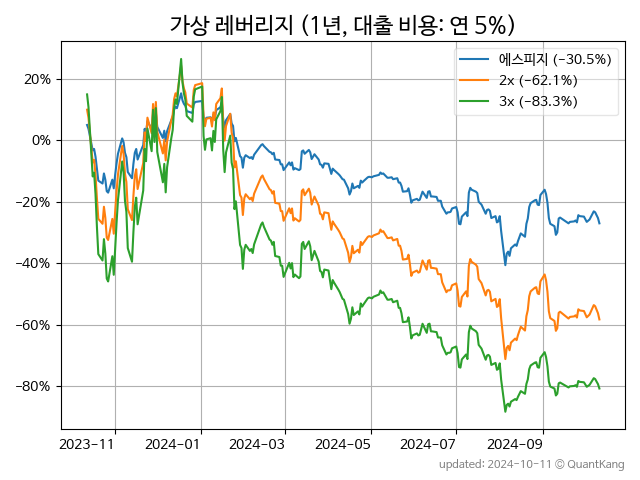 가상 레버리지 (1년, 대출 비용: 연 5%)
에스피지 (−30.5%)
2x (−62.1%)
3x (−83.3%)
20%
0%
−20%
−40%
−60%
−80%
2023-11 2024-01 2024-03 2024-05 2024-07 2024-09
updated: 2024-10-11 © QuantKang